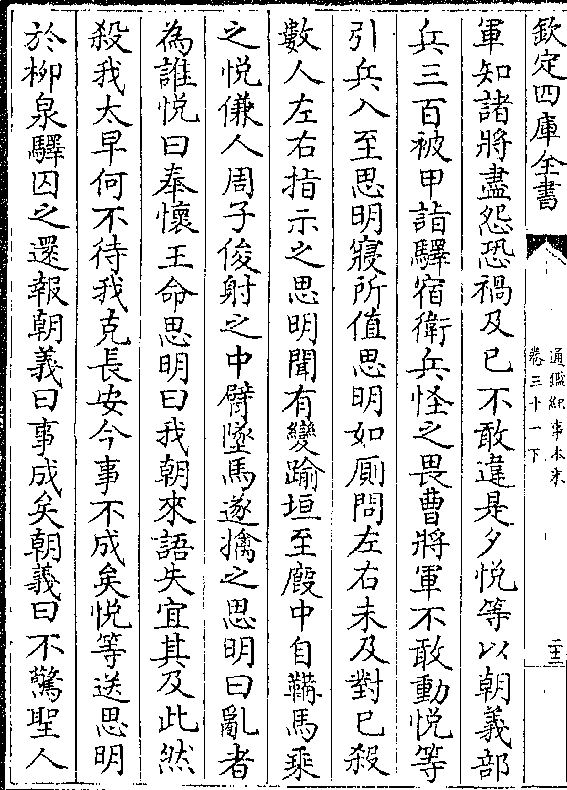 欽定四庫全書
通鑑紀事本末
卷三十一下
二十三
軍知諸將盡怨恐禍及已不敢違是夕悦等以朝義部
兵三百被甲詣驛宿衛兵怪之畏曹將軍不敢動悦等
引兵入至思明寢所值思明如厠問左右未及對已殺
數人左右指示之思明聞有變踰垣至廐中自鞴馬乘
之悦傔人周子俊射之中臂墜馬遂擒之思明曰亂者
為誰悦曰奉懷王命思明曰我朝來語失宜其及此然
殺我太早何不待我克長安今事不成矣悦等送思明
於柳泉驛囚之還報朝義曰事成矣朝義曰不驚聖人